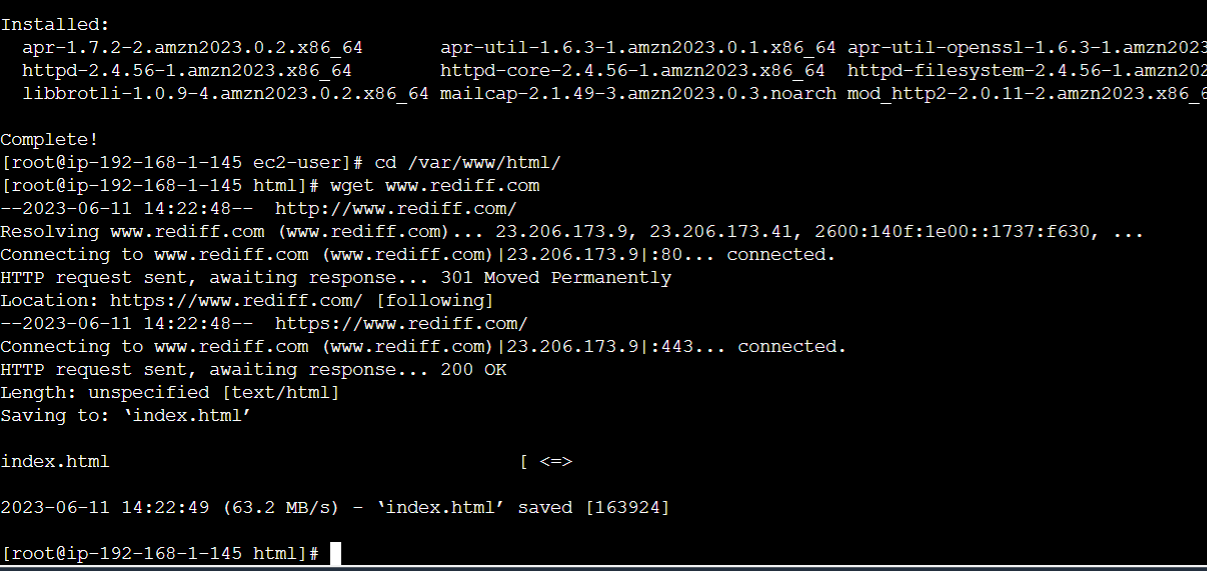 Installed:
apr-1.7.2-2.amzn2023.0.2.x86_64 apr-util-1.6.3-1.amzn2023.0.1.x86_64 apr-util-openssl-1.6.3-1.amzn2023
httpd-2.4.56-1.amzn2023.x86_64 httpd-core-2.4.56-1.amzn2023.x86_64 httpd-filesystem-2.4.56-1.amzn202
libbrotli-1.0.9-4.amzn2023.0.2.x86_64 mailcap-2.1.49-3.amzn2023.0.3.noarch mod_http2-2.0.11-2.amzn2023.x86_6
Complete!
[root@ip-192-168-1-145 ec2-user]# cd /var/www/html/
[root@ip-192-168-1-145 html]# wget www.rediff.com
--2023-06-11 14:22:48--  http://www.rediff.com/
Resolving www.rediff.com (www.rediff.com)... 23.206.173.9, 23.206.173.41, 2600:140f:1e00::1737:f630, ...
Connecting to www.rediff.com (www.rediff.com)|23.206.173.9|:80... connected.
HTTP request sent, awaiting response... 301 Moved Permanently
Location: https://www.rediff.com/ [following]
--2023-06-11 14:22:48--  https://www.rediff.com/
Connecting to www.rediff.com (www.rediff.com)|23.206.173.9|:443... connected.
HTTP request sent, awaiting response... 200 OK
Length: unspecified [text/html]
Saving to: ‘index.html’
index.html [ <=>
2023-06-11 14:22:49 (63.2 MB/s) - ‘index.html’ saved [163924]
[root@ip-192-168-1-145 html]#